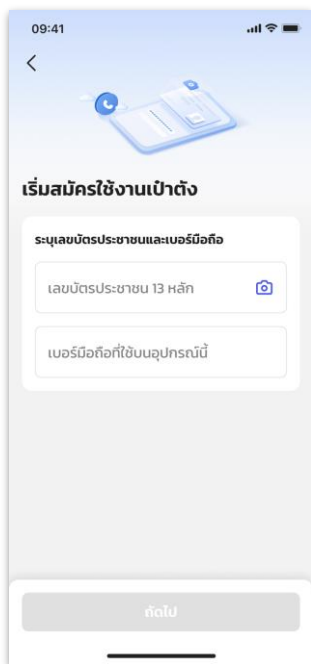 09:41
เริ่มสมัครใช้งานเป๋าตัง
ระบุเลขบัตรประชาชนและเบอร์มือถือ
เลขบัตรประชาชน 13 หลัก
เบอร์มือถือที่ใช้บนอุปกรณ์นี้
ถัดไป